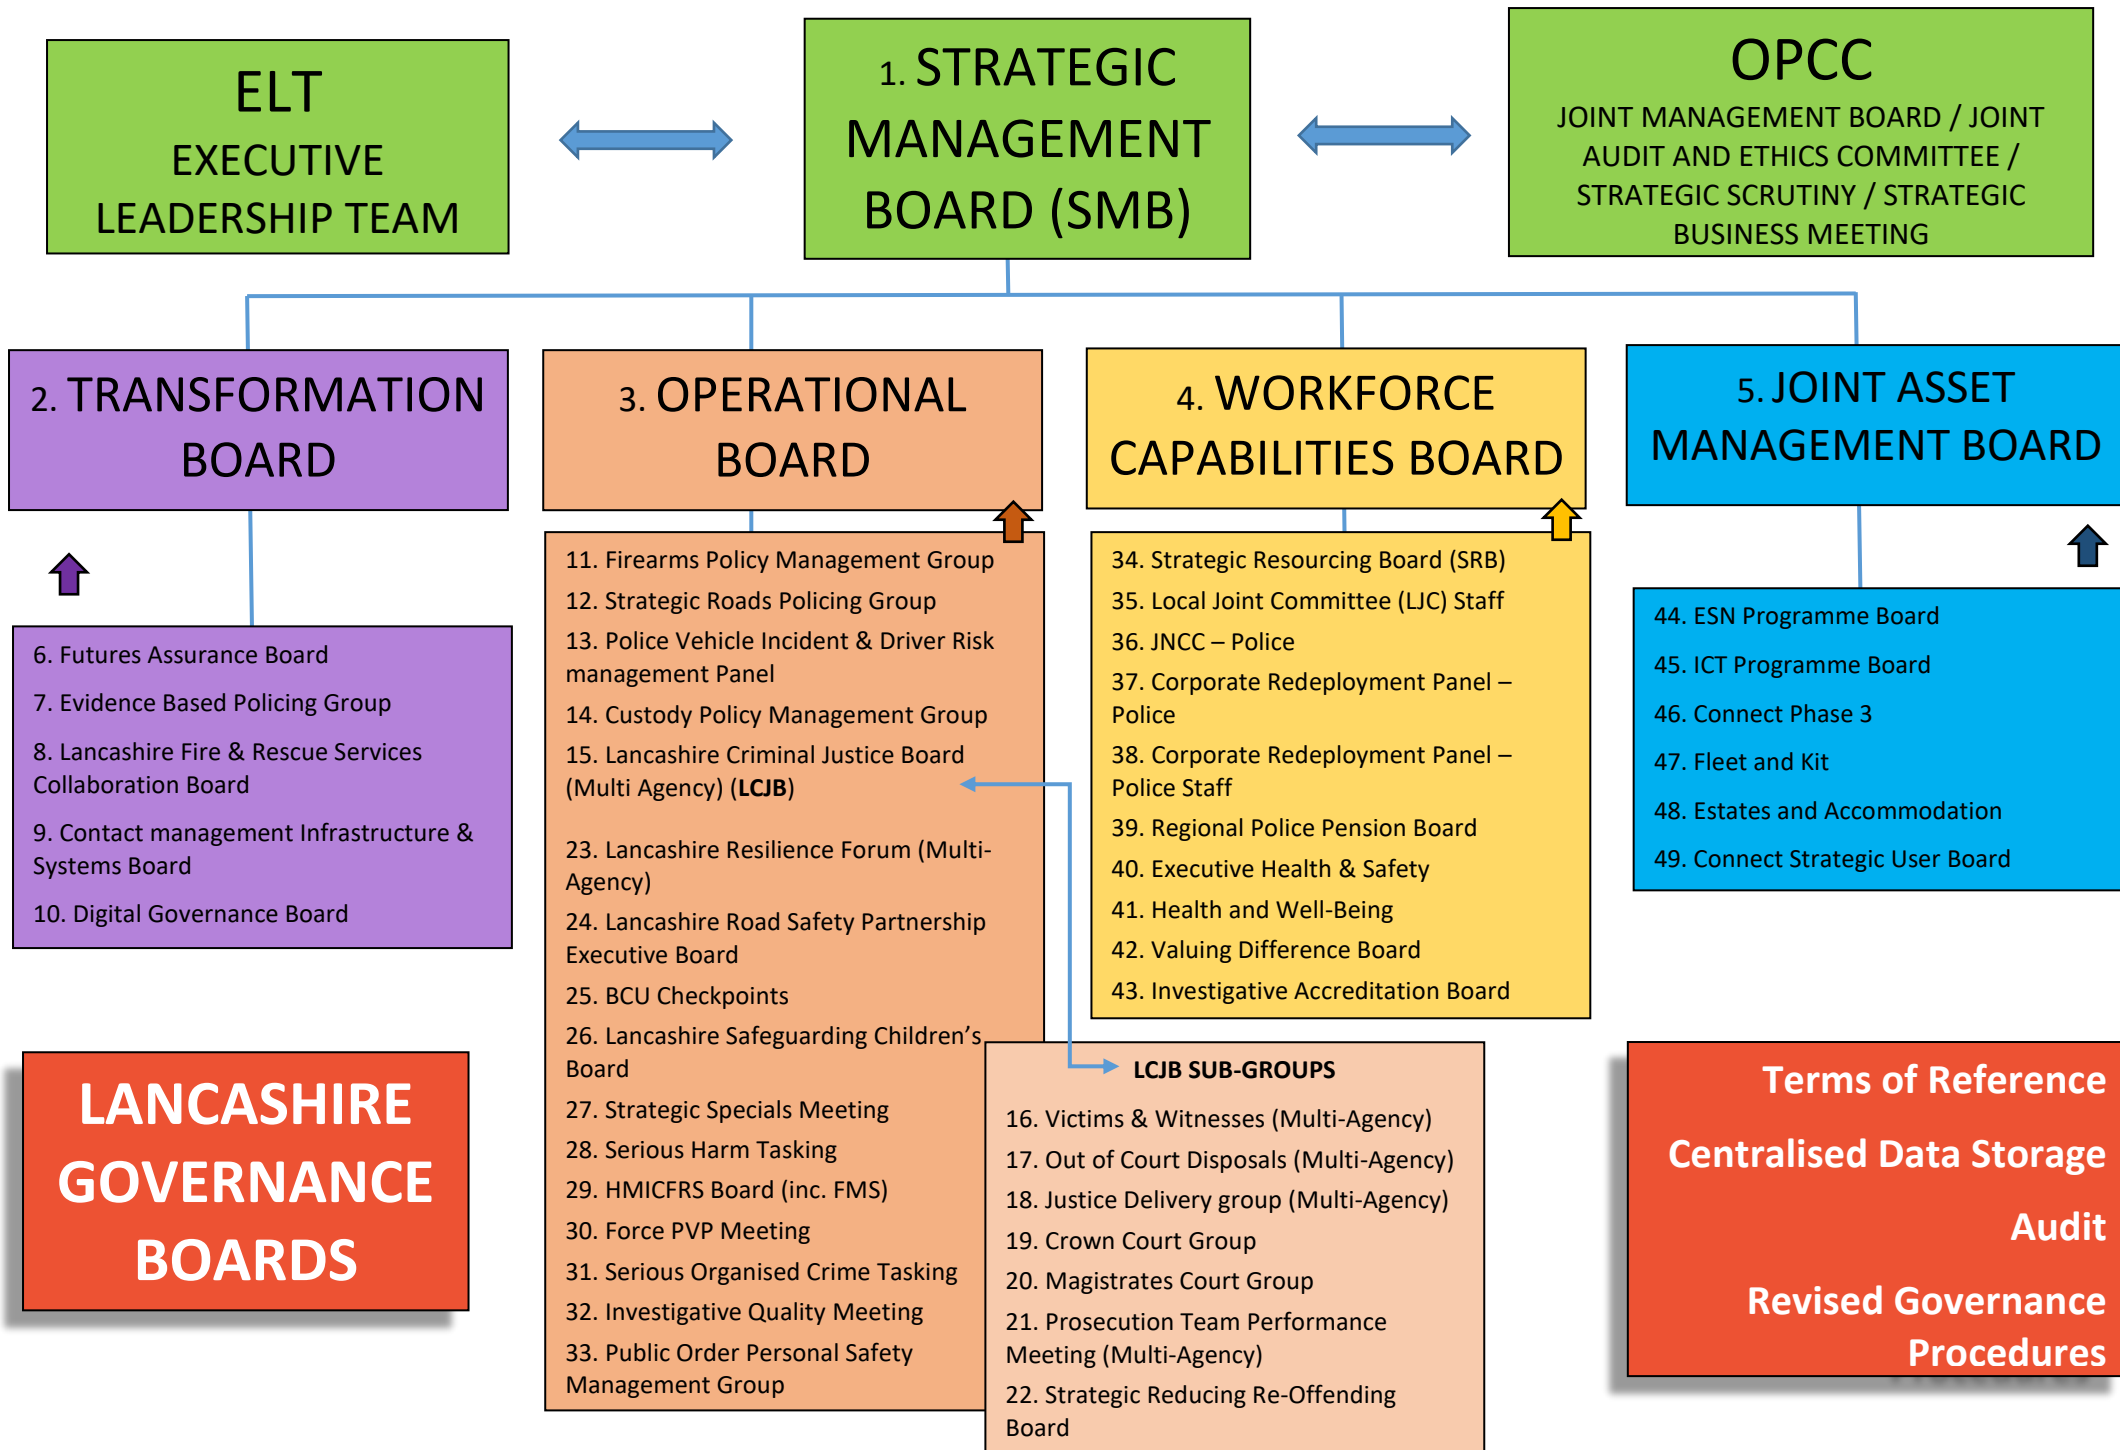 ELT
EXECUTIVE
LEADERSHIP TEAM
1. STRATEGIC
MANAGEMENT
BOARD (SMB)
OPCC
JOINT MANAGEMENT BOARD / JOINT
AUDIT AND ETHICS COMMITTEE /
STRATEGIC SCRUTINY / STRATEGIC
BUSINESS MEETING
2. TRANSFORMATION
BOARD
3. OPERATIONAL
BOARD
4. WORKFORCE
CAPABILITIES BOARD
5. JOINT ASSET
MANAGEMENT BOARD
6. Futures Assurance Board
7. Evidence Based Policing Group
8. Lancashire Fire & Rescue Services
Collaboration Board
9. Contact management Infrastructure &
Systems Board
10. Digital Governance Board
11. Firearms Policy Management Group
12. Strategic Roads Policing Group
13. Police Vehicle Incident & Driver Risk
management Panel
14. Custody Policy Management Group
15. Lancashire Criminal Justice Board
(Multi Agency) (LCJB)
23. Lancashire Resilience Forum (Multi-
Agency)
24. Lancashire Road Safety Partnership
Executive Board
25. BCU Checkpoints
26. Lancashire Safeguarding Children’s
Board
27. Strategic Specials Meeting
28. Serious Harm Tasking
29. HMICFRS Board (inc. FMS)
30. Force PVP Meeting
31. Serious Organised Crime Tasking
32. Investigative Quality Meeting
33. Public Order Personal Safety
Management Group
LCJB SUB-GROUPS
16. Victims & Witnesses (Multi-Agency)
17. Out of Court Disposals (Multi-Agency)
18. Justice Delivery group (Multi-Agency)
19. Crown Court Group
20. Magistrates Court Group
21. Prosecution Team Performance
Meeting (Multi-Agency)
22. Strategic Reducing Re-Offending
Board
34. Strategic Resourcing Board (SRB)
35. Local Joint Committee (LJC) Staff
36. JNCC – Police
37. Corporate Redeployment Panel –
Police
38. Corporate Redeployment Panel –
Police Staff
39. Regional Police Pension Board
40. Executive Health & Safety
41. Health and Well-Being
42. Valuing Difference Board
43. Investigative Accreditation Board
44. ESN Programme Board
45. ICT Programme Board
46. Connect Phase 3
47. Fleet and Kit
48. Estates and Accommodation
49. Connect Strategic User Board
LANCASHIRE
GOVERNANCE
BOARDS
Terms of Reference
Centralised Data Storage
Audit
Revised Governance
Procedures